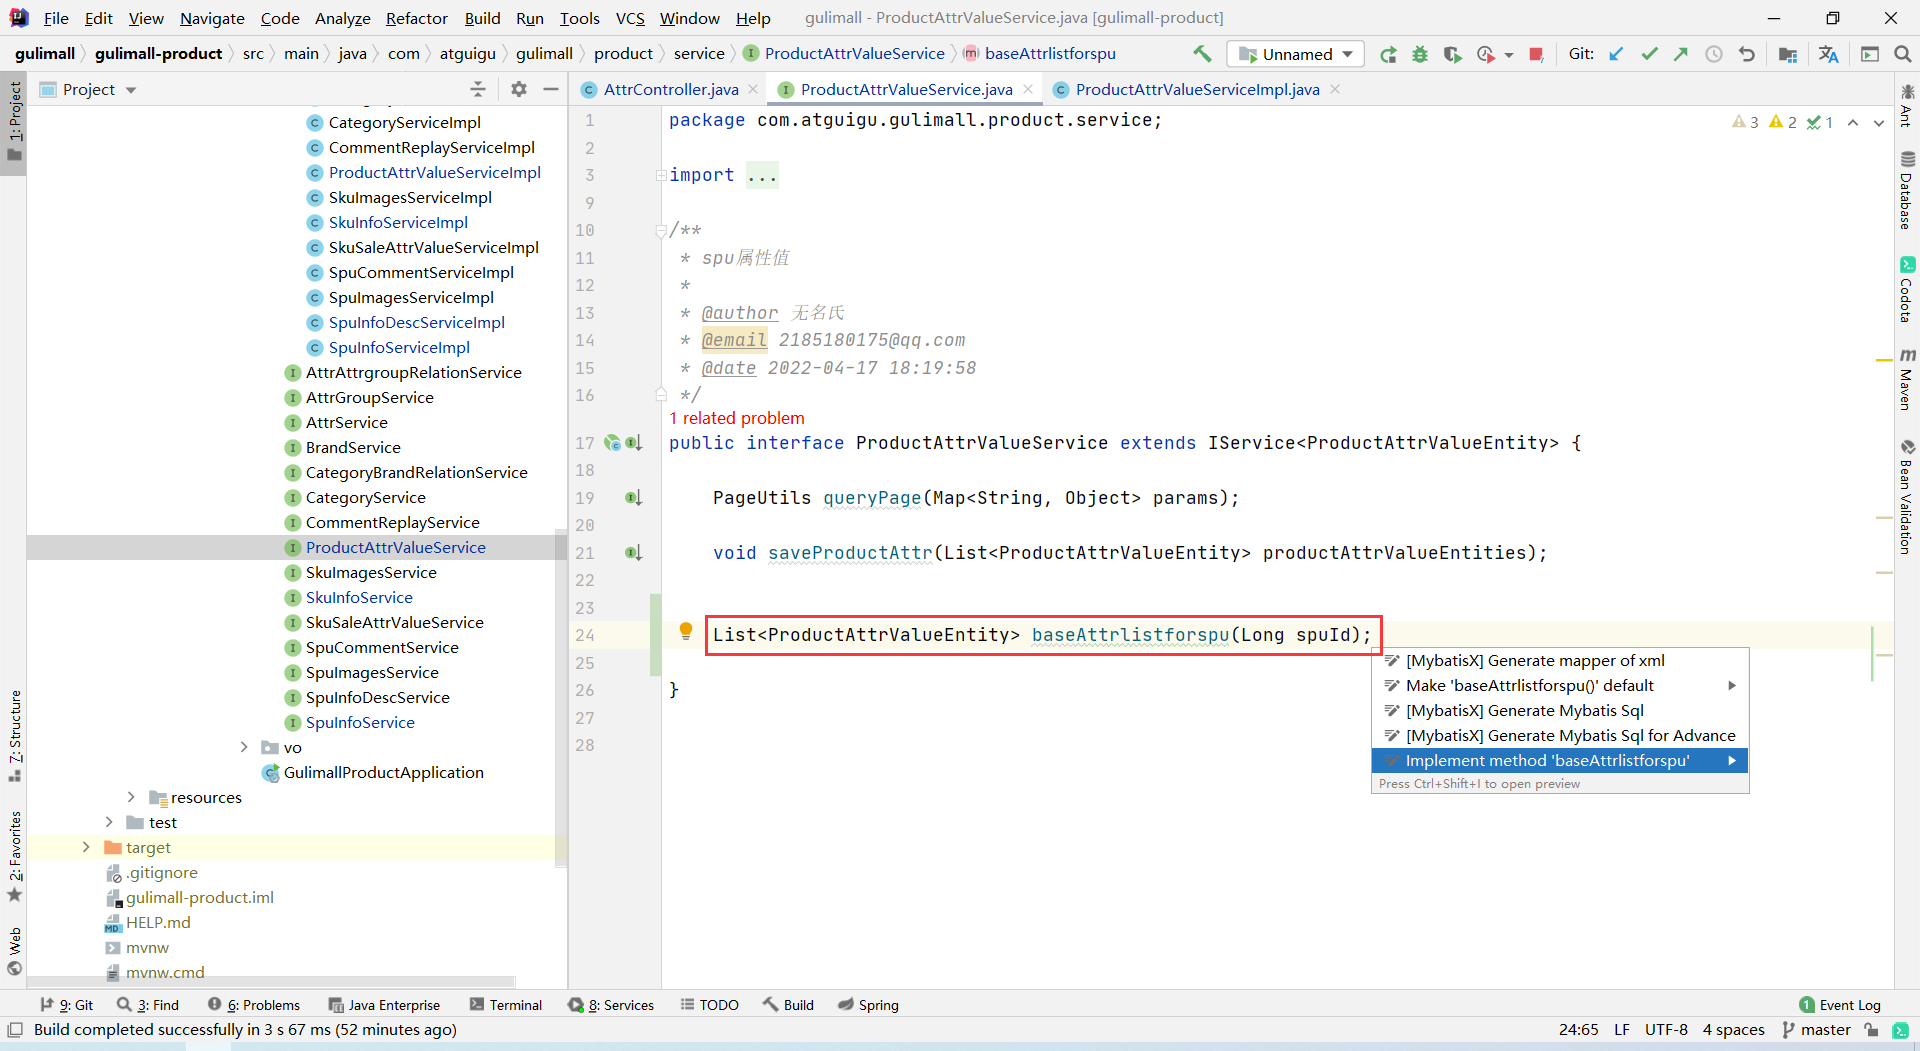 File Edit View Navigate Code Analyze Refactor Build Run Tools VCS Window Help gulimall - ProductAttrValueService.java [gulimall-product]
gulimall gulimall-product src main java com atguigu gulimall product service ProductAttrValueService baseAttrlistforspu Unnamed Git:
Project
AttrController.java ProductAttrValueService.java ProductAttrValueServiceImpl.java
1: Project
7: Structure
2: Favorites
Web
CategoryServiceImpl
CommentReplayServiceImpl
ProductAttrValueServiceImpl
SkuImagesServiceImpl
SkuInfoServiceImpl
SkuSaleAttrValueServiceImpl
SpuCommentServiceImpl
SpuImagesServiceImpl
SpuInfoDescServiceImpl
SpuInfoServiceImpl
AttrAttrgroupRelationService
AttrGroupService
AttrService
BrandService
CategoryBrandRelationService
CategoryService
CommentReplayService
ProductAttrValueService
SkuImagesService
SkuInfoService
SkuSaleAttrValueService
SpuCommentService
SpuImagesService
SpuInfoDescService
SpuInfoService
vo
GulimallProductApplication
resources
test
target
.gitignore
gulimall-product.iml
HELP.md
mvnw
mvnw.cmd
1 package com.atguigu.gulimall.product.service;
3 2 1
2
3 import ...
9
10 /**
11 * spu属性值
12 *
13 * @author 无名氏
14 * @email 2185180175@qq.com
15 * @date 2022-04-17 18:19:58
16 */
1 related problem
17 public interface ProductAttrValueService extends IService<ProductAttrValueEntity> {
18
19 PageUtils queryPage(Map<String, Object> params);
20
21 void saveProductAttr(List<ProductAttrValueEntity> productAttrValueEntities);
22
23
24 List<ProductAttrValueEntity> baseAttrlistforspu(Long spuId);
25
26 }
27
28
[MybatisX] Generate mapper of xml
Make 'baseAttrlistforspu()' default
[MybatisX] Generate Mybatis Sql
[MybatisX] Generate Mybatis Sql for Advance
Implement method 'baseAttrlistforspu'
Press Ctrl+Shift+I to open preview
Ant
Database
Codota
Maven
Bean Validation
9: Git 3: Find 6: Problems Java Enterprise Terminal 8: Services TODO Build Spring 1 Event Log
Build completed successfully in 3 s 67 ms (52 minutes ago) 24:65 LF UTF-8 4 spaces master